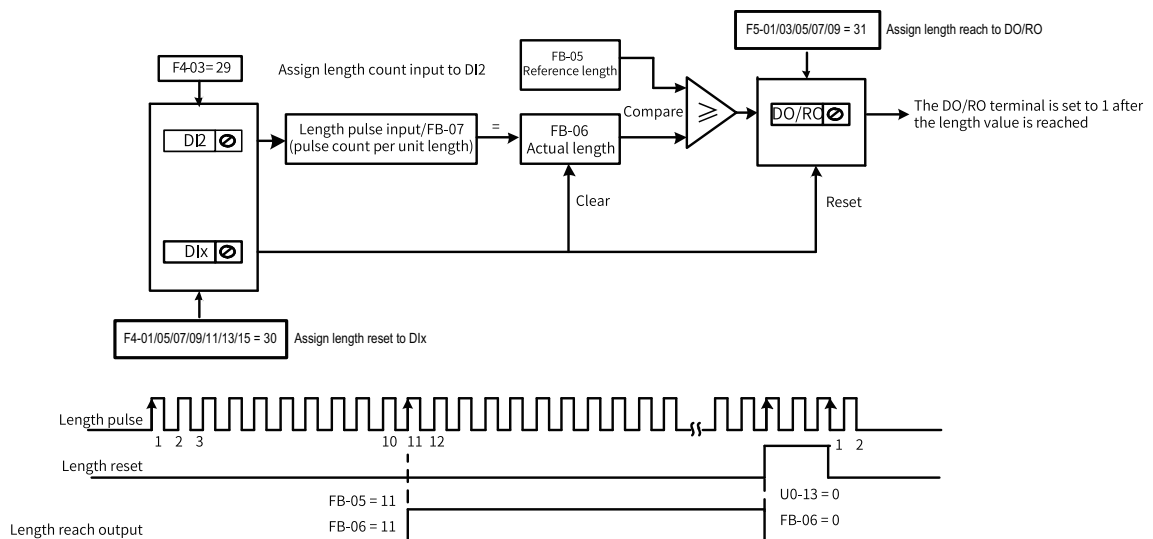 F5-01/03/05/07/09 = 31
Assign length reach to DO/RO
F4-03= 29
Assign length count input to DI2
FB-05
Reference length
DI2
Length pulse input/FB-07
(pulse count per unit length)
=
FB-06
Actual length
Compare
≥
DO/RO
The DO/RO terminal is set to 1 after
the length value is reached
Clear
Reset
DIx
F4-01/05/07/09/11/13/15 = 30
Assign length reset to DIx
Length pulse
1 2 3 10 11 12 1 2
Length reset
FB-05 = 11
U0-13 = 0
FB-06 = 11
FB-06 = 0
Length reach output